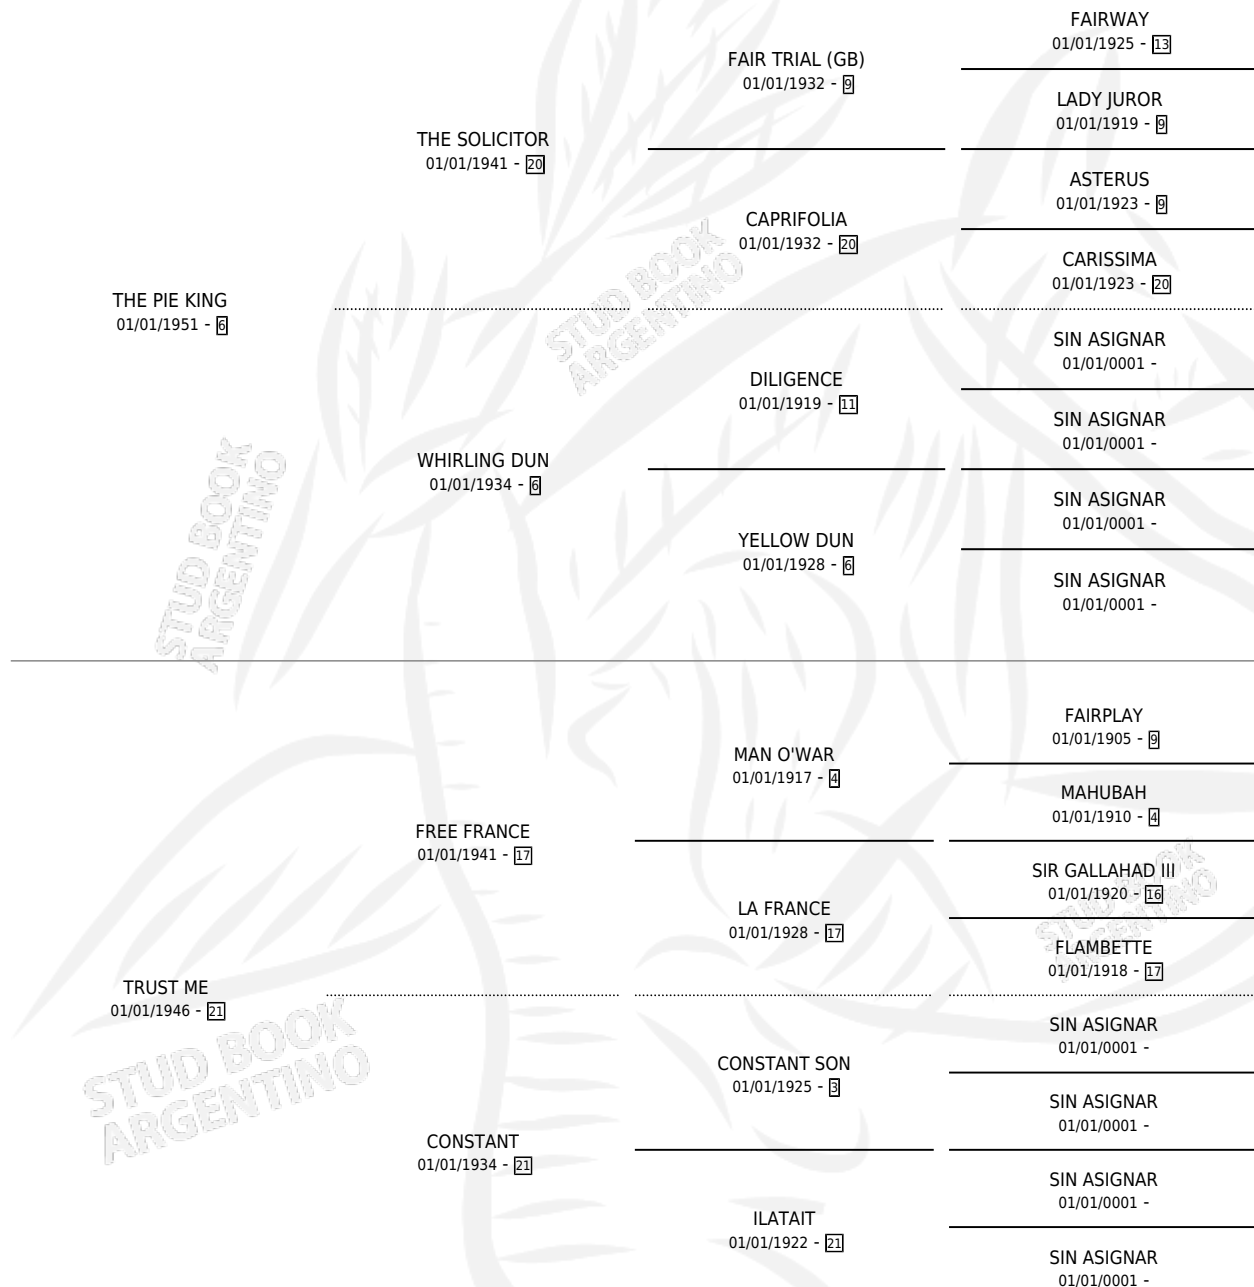 FAIRWAY
01/01/1925 - 13
FAIR TRIAL (GB)
01/01/1932 - 9
LADY JUROR
01/01/1919 - 9
THE SOLICITOR
01/01/1941 - 20
ASTERUS
01/01/1923 - 9
CAPRIFOLIA
01/01/1932 - 20
CARISSIMA
01/01/1923 - 20
THE PIE KING
01/01/1951 - 6
STUD BOOK
ARGENTINO
SIN ASIGNAR
01/01/0001 -
DILIGENCE
01/01/1919 - 11
SIN ASIGNAR
01/01/0001 -
WHIRLING DUN
01/01/1934 - 6
SIN ASIGNAR
01/01/0001 -
YELLOW DUN
01/01/1928 - 6
SIN ASIGNAR
01/01/0001 -
STUD BOOK
ARGENTINO
FAIRPLAY
01/01/1905 - 9
MAN O'WAR
01/01/1917 - 4
MAHUBAH
01/01/1910 - 4
FREE FRANCE
01/01/1941 - 17
SIR GALLAHAD III
01/01/1920 - 16
LA FRANCE
01/01/1928 - 17
STUD BOOK
ARGENTINO
FLAMBETTE
01/01/1918 - 17
TRUST ME
01/01/1946 - 21
STUD BOOK
ARGENTINO
SIN ASIGNAR
01/01/0001 -
CONSTANT SON
01/01/1925 - 3
SIN ASIGNAR
01/01/0001 -
CONSTANT
01/01/1934 - 21
SIN ASIGNAR
01/01/0001 -
ILATAIT
01/01/1922 - 21
SIN ASIGNAR
01/01/0001 -